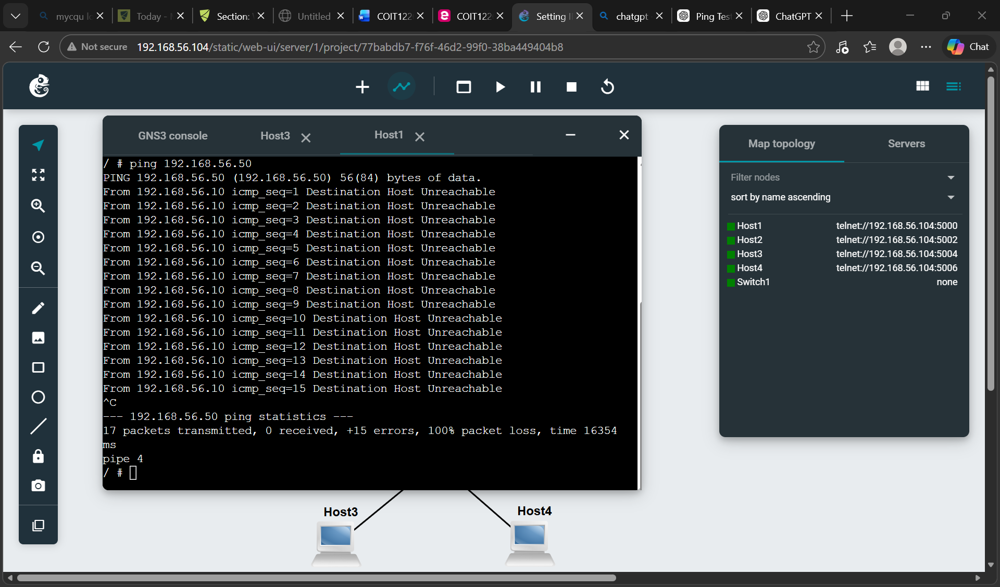 mycqu lo
Today -
Section:
Untitled
COIT122
COIT122
Setting I
chatgpt
Ping Tes
ChatGPT
Not secure 192.168.56.104/static/web-ui/server/1/project/77babdb7-f76f-46d2-99f0-38ba449404b8
Chat
GNS3 console
Host3
Host1
/ # ping 192.168.56.50
PING 192.168.56.50 (192.168.56.50) 56(84) bytes of data.
From 192.168.56.10 icmp_seq=1 Destination Host Unreachable
From 192.168.56.10 icmp_seq=2 Destination Host Unreachable
From 192.168.56.10 icmp_seq=3 Destination Host Unreachable
From 192.168.56.10 icmp_seq=4 Destination Host Unreachable
From 192.168.56.10 icmp_seq=5 Destination Host Unreachable
From 192.168.56.10 icmp_seq=6 Destination Host Unreachable
From 192.168.56.10 icmp_seq=7 Destination Host Unreachable
From 192.168.56.10 icmp_seq=8 Destination Host Unreachable
From 192.168.56.10 icmp_seq=9 Destination Host Unreachable
From 192.168.56.10 icmp_seq=10 Destination Host Unreachable
From 192.168.56.10 icmp_seq=11 Destination Host Unreachable
From 192.168.56.10 icmp_seq=12 Destination Host Unreachable
From 192.168.56.10 icmp_seq=13 Destination Host Unreachable
From 192.168.56.10 icmp_seq=14 Destination Host Unreachable
From 192.168.56.10 icmp_seq=15 Destination Host Unreachable
^C
--- 192.168.56.50 ping statistics ---
17 packets transmitted, 0 received, +15 errors, 100% packet loss, time 16354
ms
pipe 4
/ #
Map topology
Servers
Filter nodes
sort by name ascending
Host1 telnet://192.168.56.104:5000
Host2 telnet://192.168.56.104:5002
Host3 telnet://192.168.56.104:5004
Host4 telnet://192.168.56.104:5006
Switch1 none
Host3
Host4